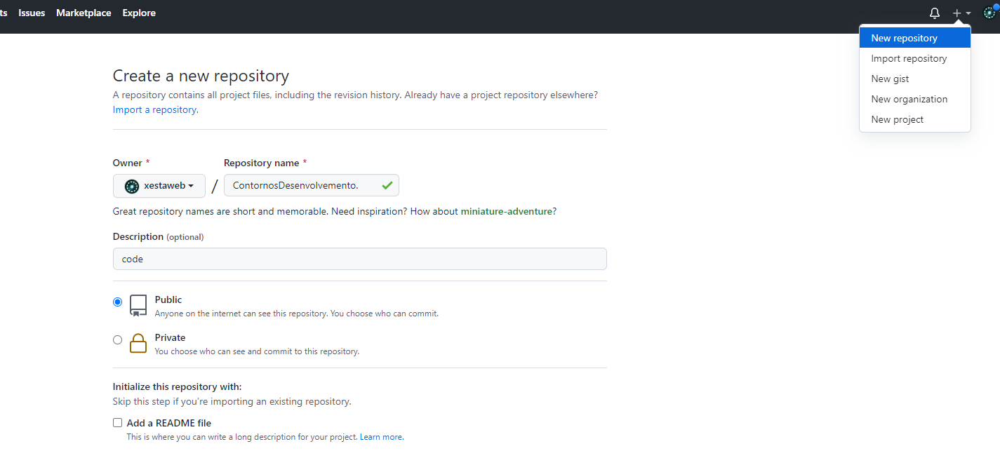 ts Issues Marketplace Explore
New repository
Import repository
New gist
New organization
New project
Create a new repository
A repository contains all project files, including the revision history. Already have a project repository elsewhere?
Import a repository.
Owner * Repository name *
xestaweb / ContornosDesenvolvemento.
Great repository names are short and memorable. Need inspiration? How about miniature-adventure?
Description (optional)
code
Public
Anyone on the internet can see this repository. You choose who can commit.
Private
You choose who can see and commit to this repository.
Initialize this repository with:
Skip this step if you're importing an existing repository.
Add a README file
This is where you can write a long description for your project. Learn more.